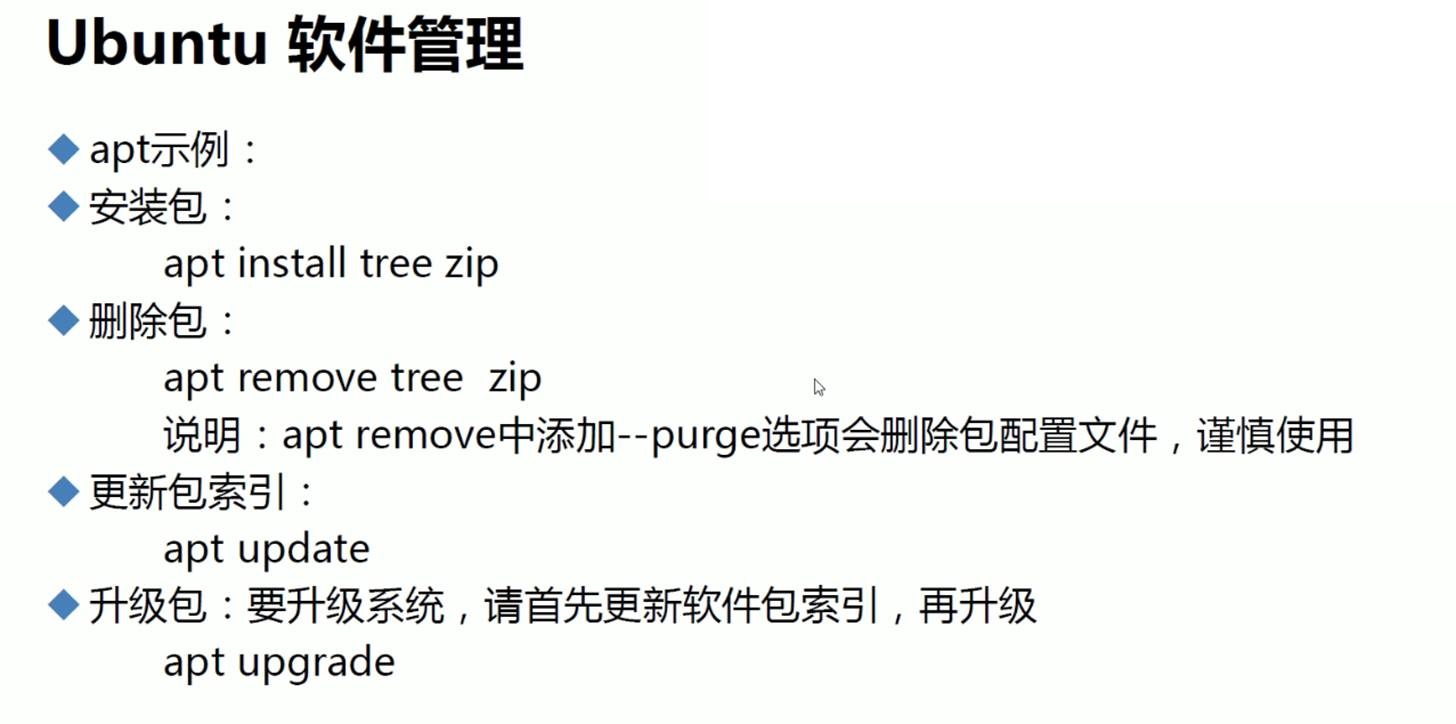 Ubuntu 软件管理
apt示例：
安装包：
apt install tree zip
删除包：
apt remove tree  zip
说明：apt remove中添加--purge选项会删除包配置文件，谨慎使用
更新包索引：
apt update
升级包：要升级系统，请首先更新软件包索引，再升级
apt upgrade